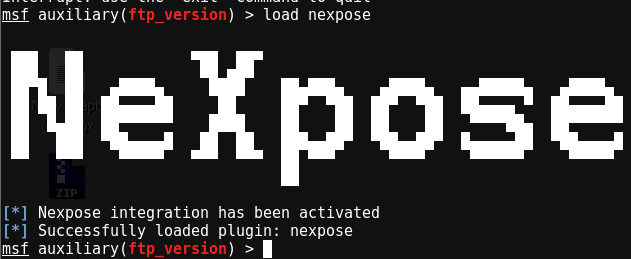 Interrupt: use the 'exit' command to quit
msf auxiliary(ftp_version) > load nexpose
NeXpose
ZIP
[*] Nexpose integration has been activated
[*] Successfully loaded plugin: nexpose
msf auxiliary(ftp_version) >